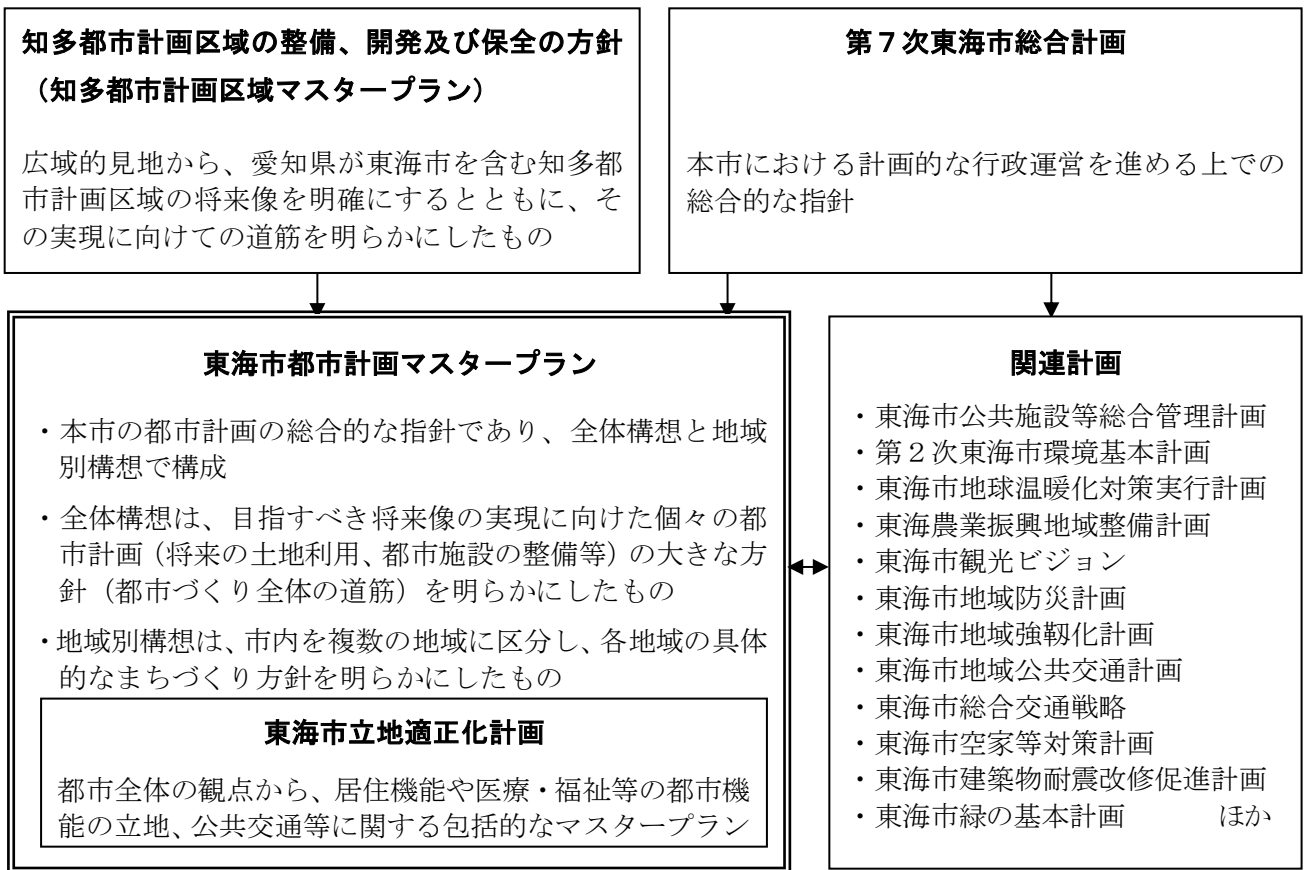 知多都市計画区域の整備、開発及び保全の方針
（知多都市計画区域マスタープラン）
広域的見地から、愛知県が東海市を含む知多都
市計画区域の将来像を明確にするとともに、そ
の実現に向けての道筋を明らかにしたもの
第７次東海市総合計画
本市における計画的な行政運営を進める上での
総合的な指針
東海市都市計画マスタープラン
・本市の都市計画の総合的な指針であり、全体構想と地域
別構想で構成
・全体構想は、目指すべき将来像の実現に向けた個々の都
市計画（将来の土地利用、都市施設の整備等）の大きな方
針（都市づくり全体の道筋）を明らかにしたもの
・地域別構想は、市内を複数の地域に区分し、各地域の具体
的なまちづくり方針を明らかにしたもの
東海市立地適正化計画
都市全体の観点から、居住機能や医療・福祉等の都市機
能の立地、公共交通等に関する包括的なマスタープラン
関連計画
・東海市公共施設等総合管理計画
・第２次東海市環境基本計画
・東海市地球温暖化対策実行計画
・東海農業振興地域整備計画
・東海市観光ビジョン
・東海市地域防災計画
・東海市地域強靱化計画
・東海市地域公共交通計画
・東海市総合交通戦略
・東海市空家等対策計画
・東海市建築物耐震改修促進計画
・東海市緑の基本計画　　　ほか